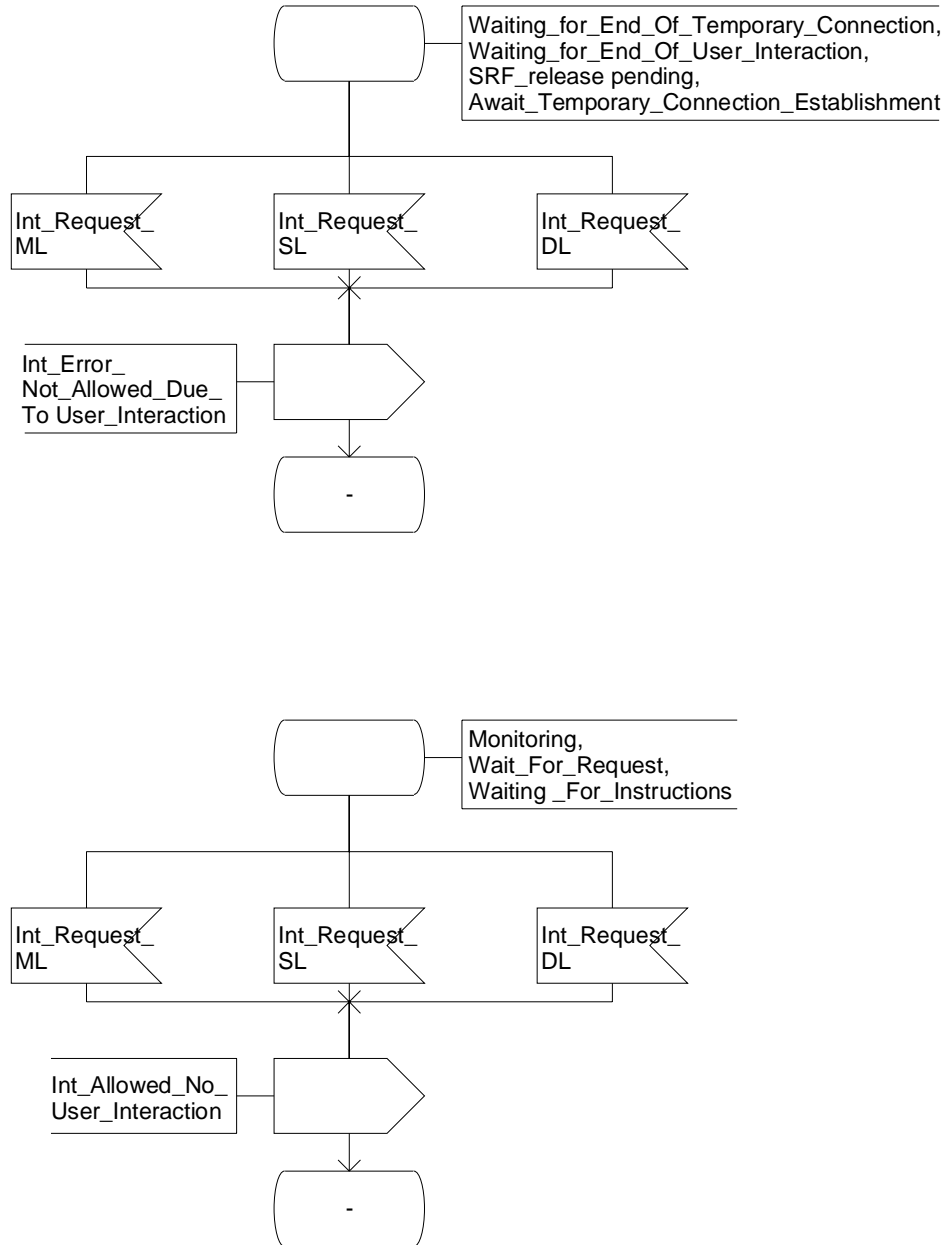 Waiting_for_End_Of_Temporary_Connection,
Waiting_for_End_Of_User_Interaction,
SRF_release pending,
Await_Temporary_Connection_Establishment
Int_Request_
ML
Int_Request_
SL
Int_Request_
DL
Int_Error_
Not_Allowed_Due_
To User_Interaction
-
Monitoring,
Wait_For_Request,
Waiting _For_Instructions
Int_Request_
ML
Int_Request_
SL
Int_Request_
DL
Int_Allowed_No_
User_Interaction
-